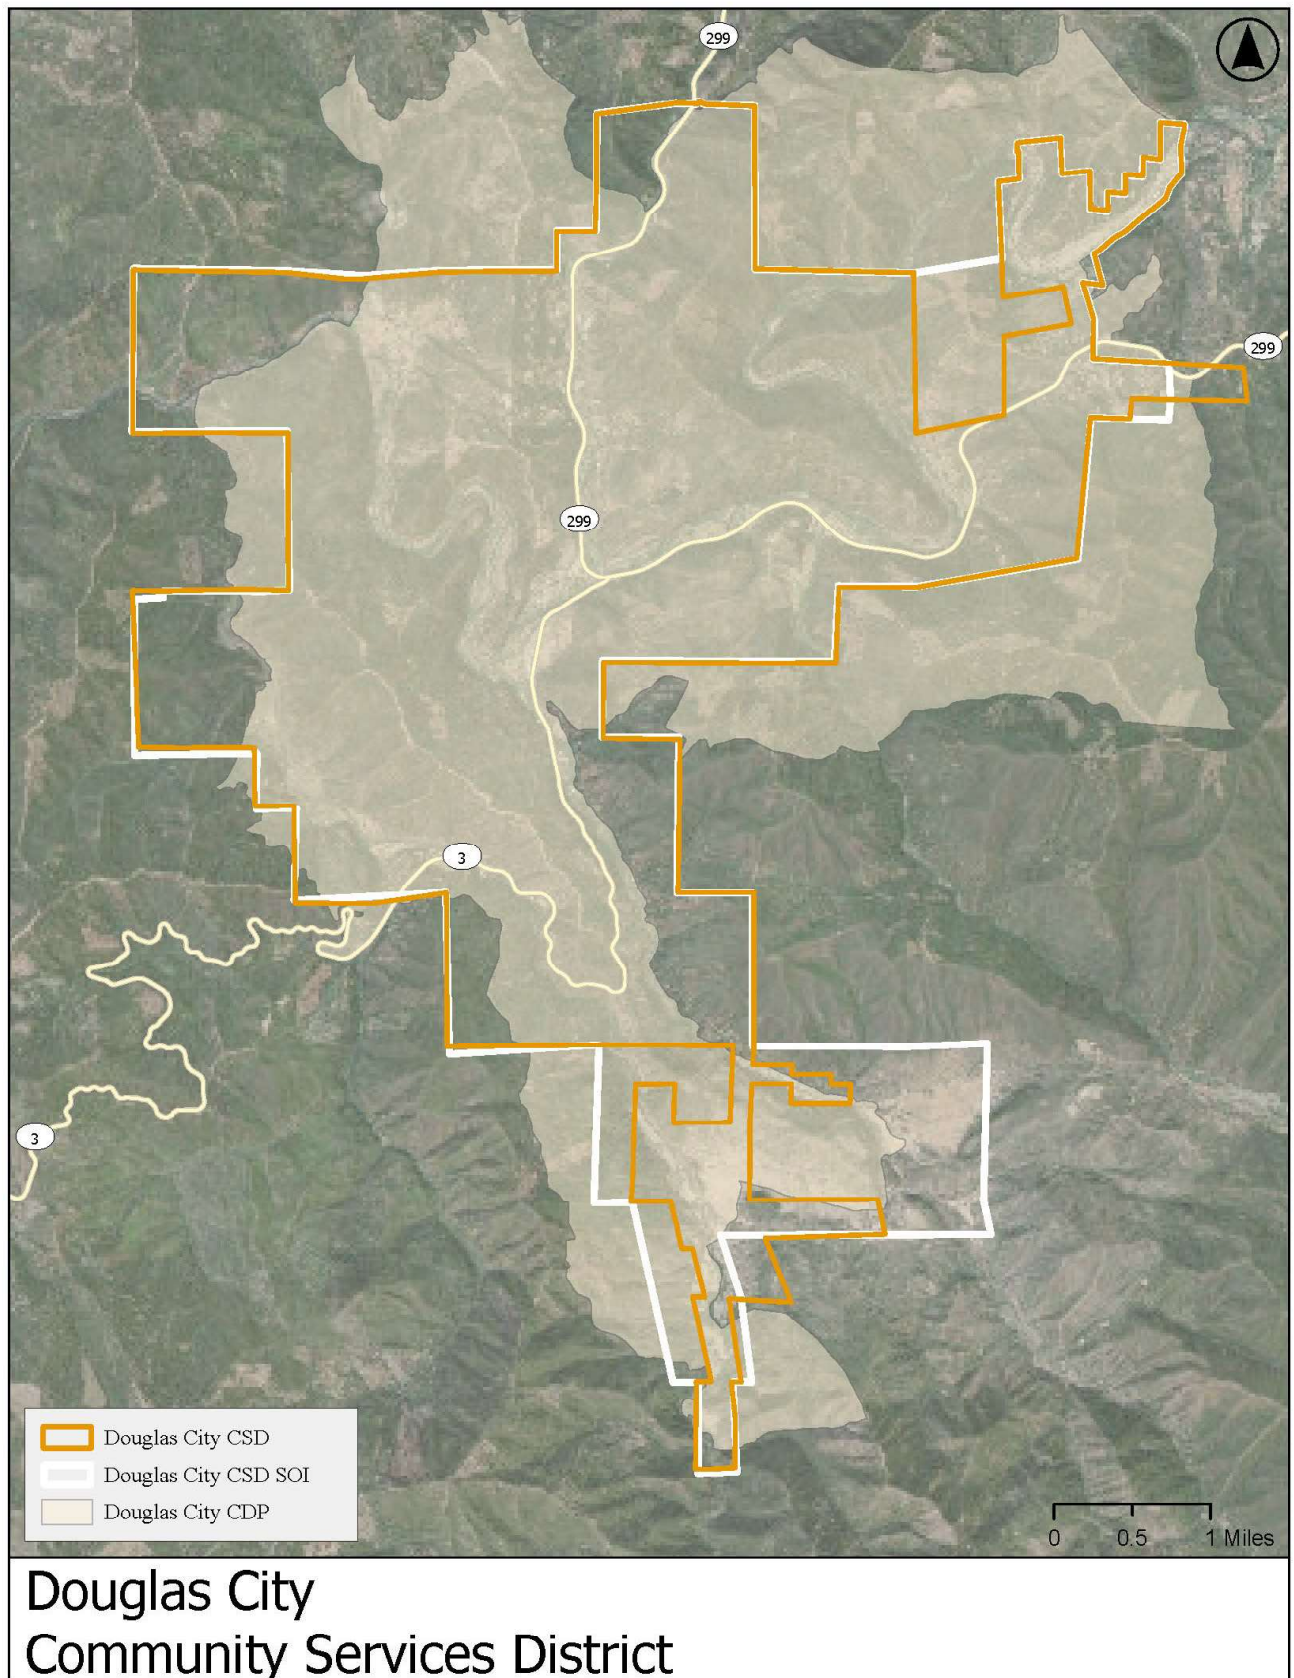 299
299
299
3
3
Douglas City CSD
Douglas City CSD SOI
Douglas City CDP
0 0.5 1 Miles
Douglas City
Community Services District